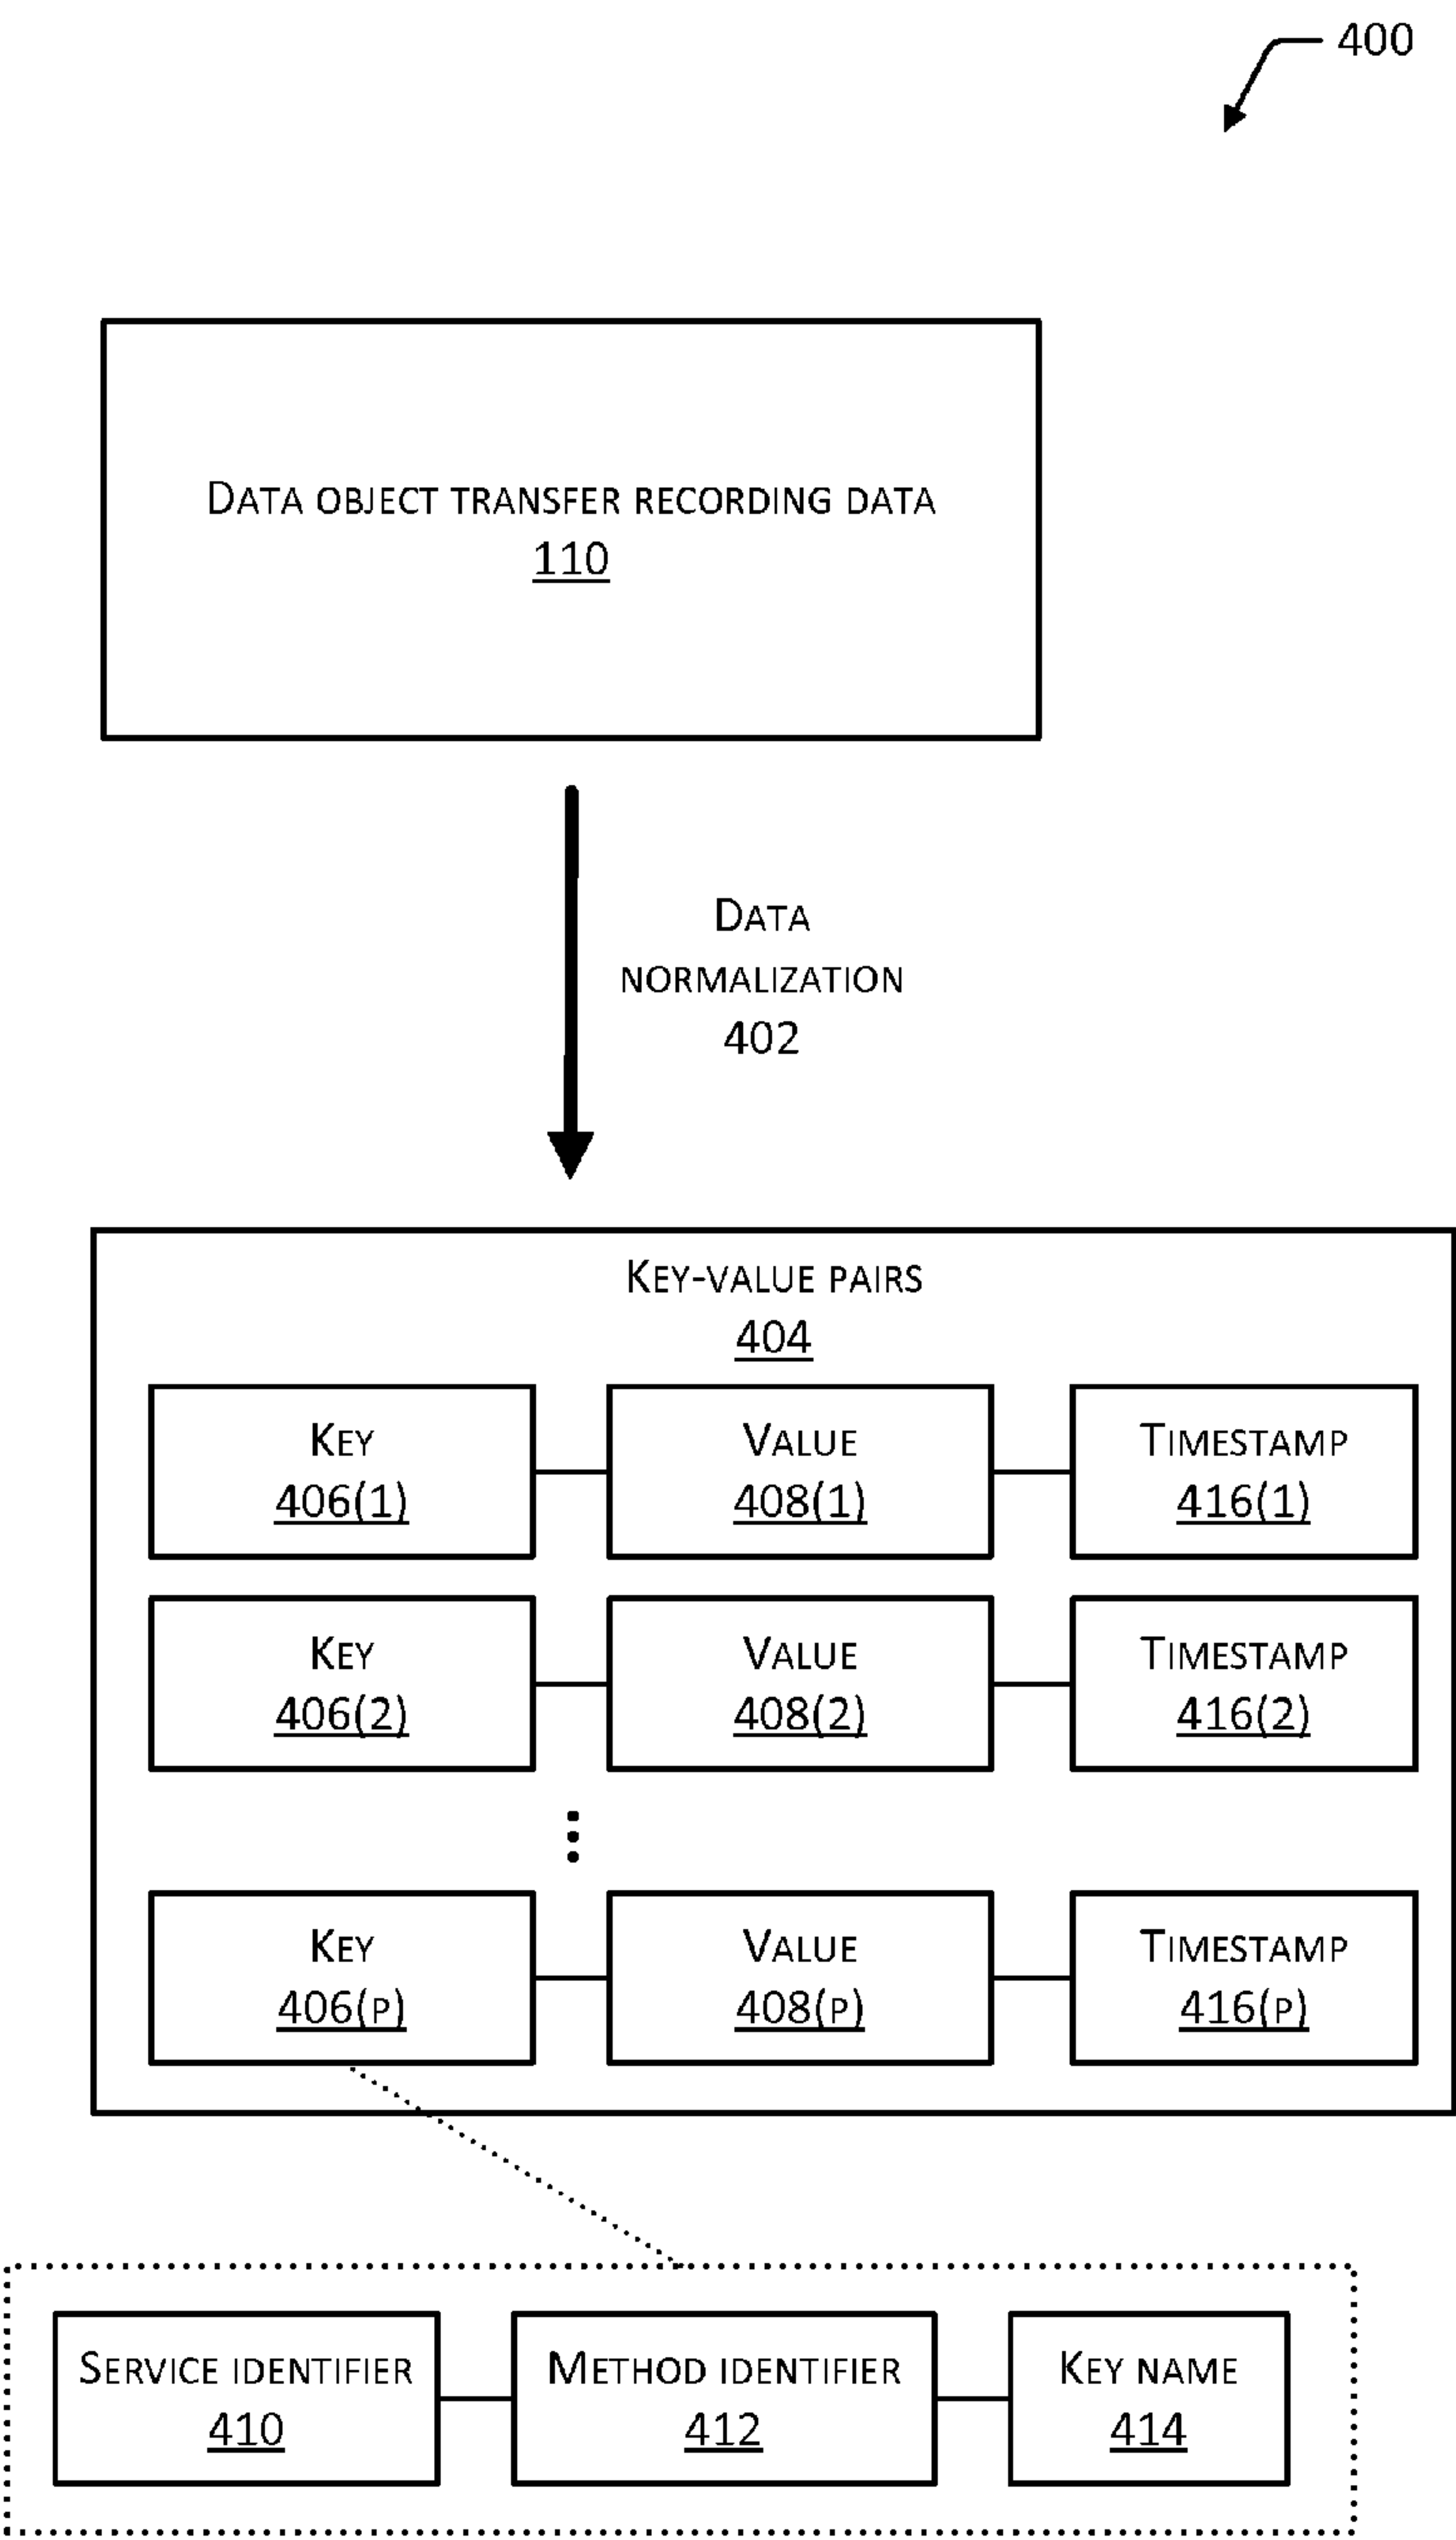 400
Data object transfer recording data
110
Data
normalization
402
Key-value pairs
404
Key
406(1)
Value
408(1)
Timestamp
416(1)
Key
406(2)
Value
408(2)
Timestamp
416(2)
Key
406(P)
Value
408(P)
Timestamp
416(P)
Service identifier
410
Method identifier
412
Key name
414